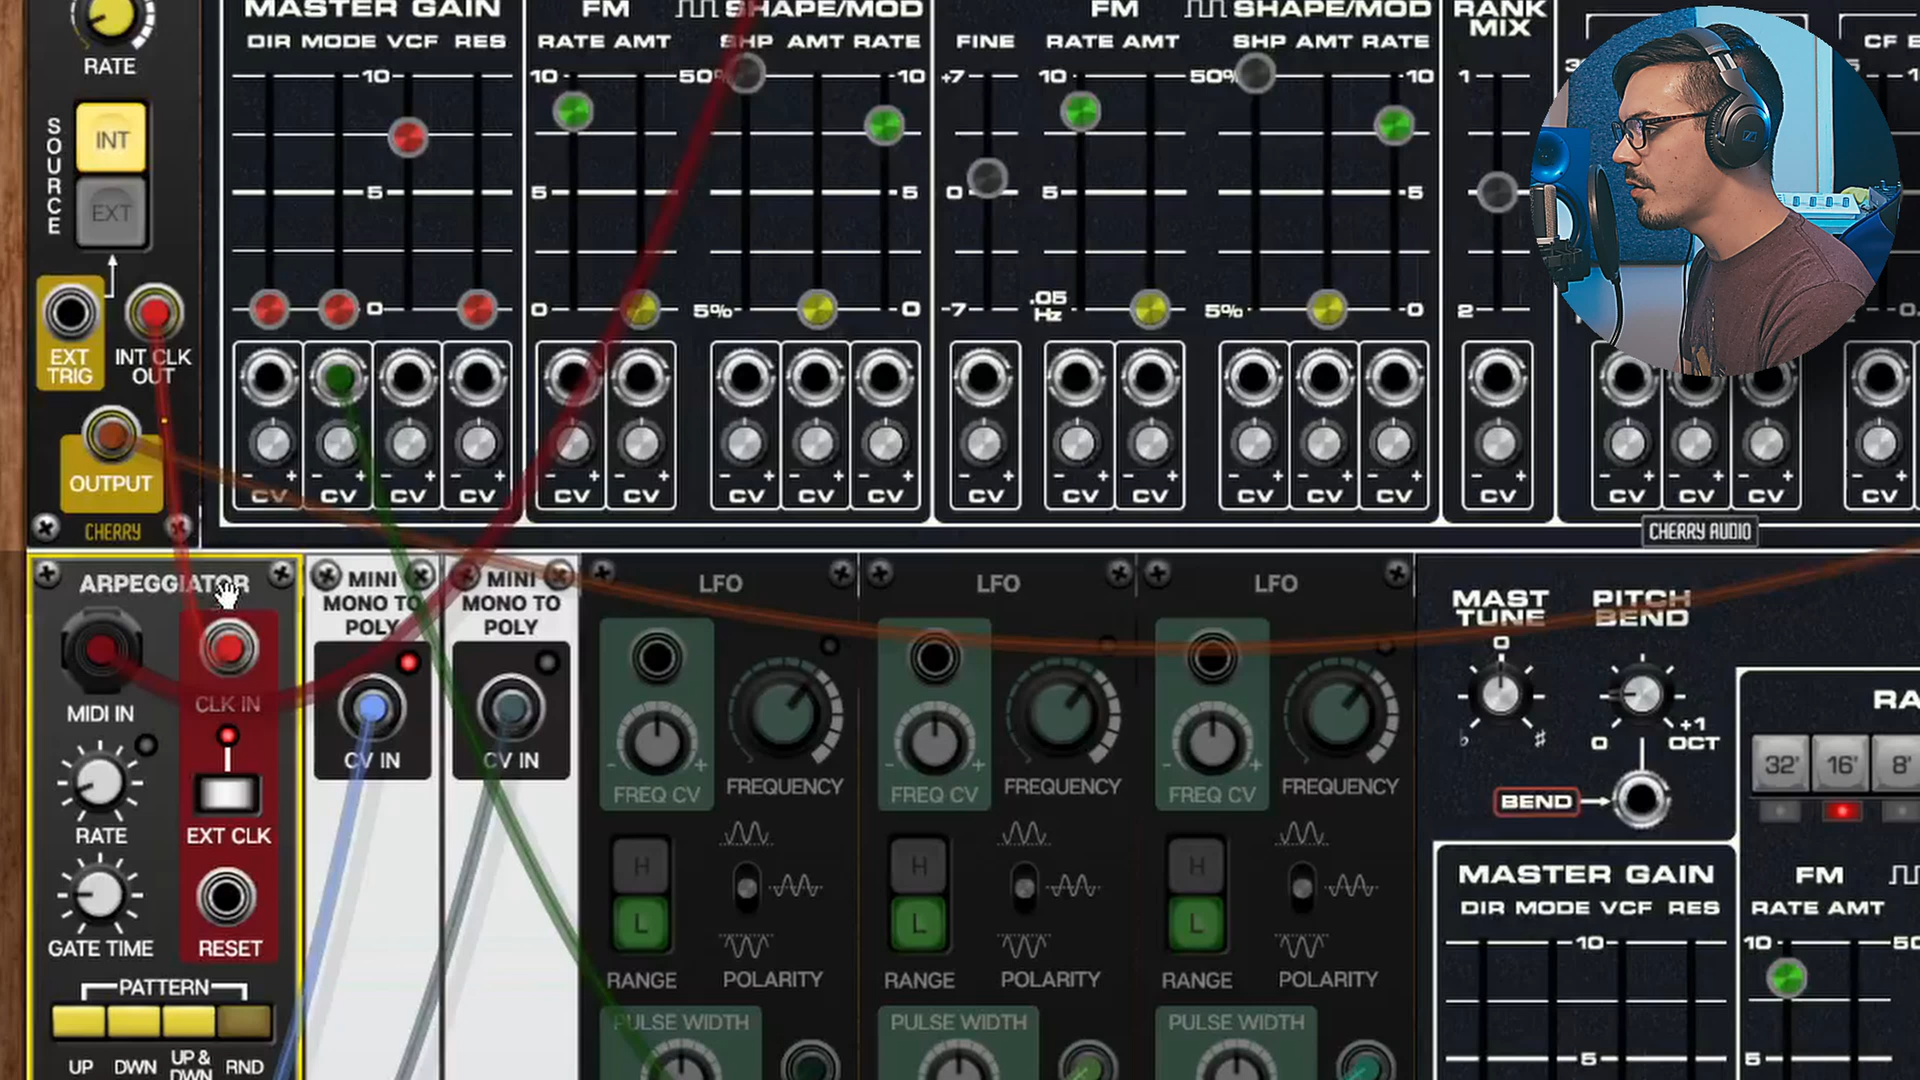 RATE
SOURCE
INT
EXT
EXT TRIG
INT CLK OUT
OUTPUT
CHERRY
MASTER GAIN
DIR MODE VCF RES
10
5
0
CV CV CV CV
FM
RATE AMT
10
5
0
CV CV
SHAPE/MOD
SHP AMT RATE
50%
5%
10
5
0
CV CV CV
FINE
+7
0
-7
CV
FM
RATE AMT
10
5
.05 Hz
CV CV
SHAPE/MOD
SHP AMT RATE
50%
5%
10
5
0
CV CV CV
RANK MIX
1
2
CV
CV CV CV
CV
CHERRY AUDIO
ARPEGGIATOR
MIDI IN
CLK IN
RATE
EXT CLK
GATE TIME
RESET
PATTERN
UP
DWN
UP & DWN
RND
MINI MONO TO POLY
CV IN
MINI MONO TO POLY
CV IN
LFO
FREQ CV
FREQUENCY
H
L
RANGE
POLARITY
PULSE WIDTH
LFO
FREQ CV
FREQUENCY
H
L
RANGE
POLARITY
PULSE WIDTH
LFO
FREQ CV
FREQUENCY
H
L
RANGE
POLARITY
PULSE WIDTH
MAST TUNE
0
♭ ♯
PITCH BEND
0
+1 OCT
BEND
32' 16' 8'
MASTER GAIN
DIR MODE VCF RES
10
5
FM
RATE AMT
10
5